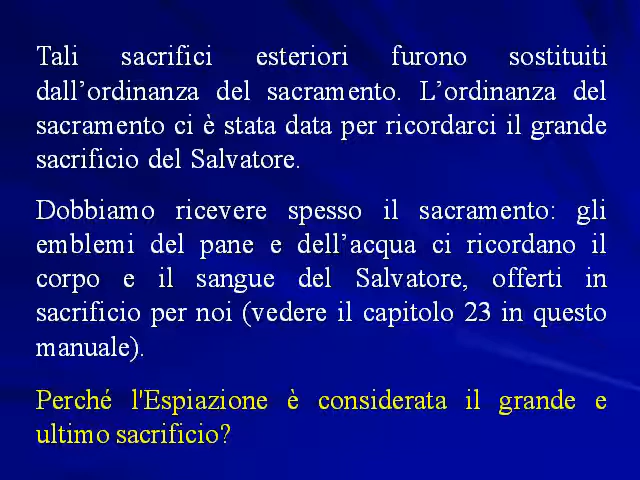 Tali sacrifici esteriori furono sostituiti
dall’ordinanza del sacramento. L’ordinanza del
sacramento ci è stata data per ricordarci il grande
sacrificio del Salvatore.
Dobbiamo ricevere spesso il sacramento: gli
emblemi del pane e dell’acqua ci ricordano il
corpo e il sangue del Salvatore, offerti in
sacrificio per noi (vedere il capitolo 23 in questo
manuale).
Perché l'Espiazione è considerata il grande e
ultimo sacrificio?